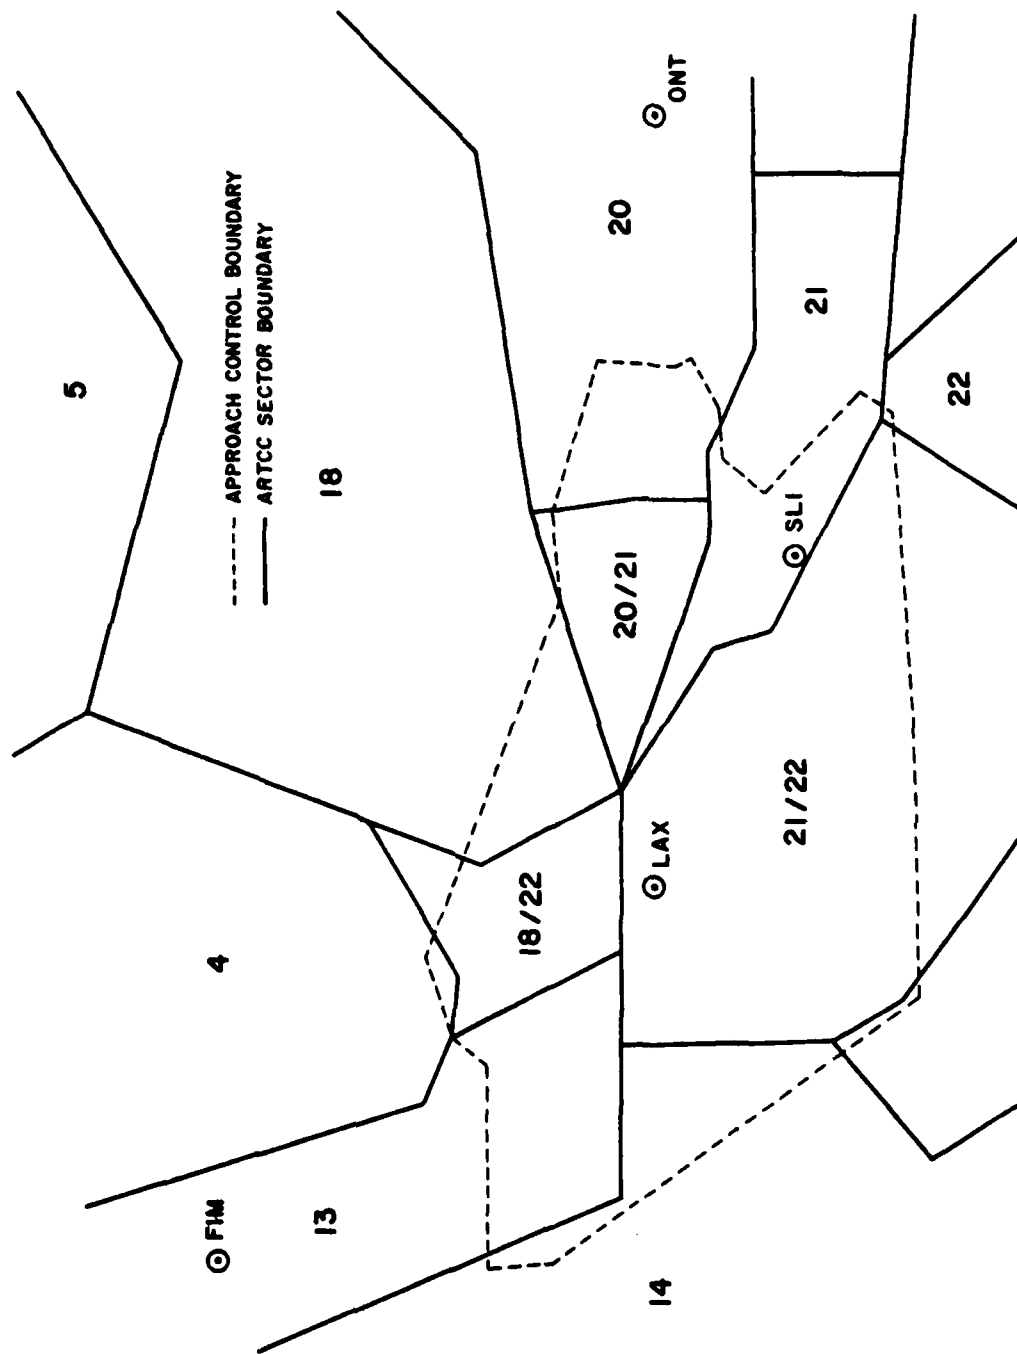 5
APPROACH CONTROL BOUNDARY
ARTCC SECTOR BOUNDARY
18
4
FIM
13
20
ONT
20/21
21
18/22
LAX
SLI
21/22
22
14